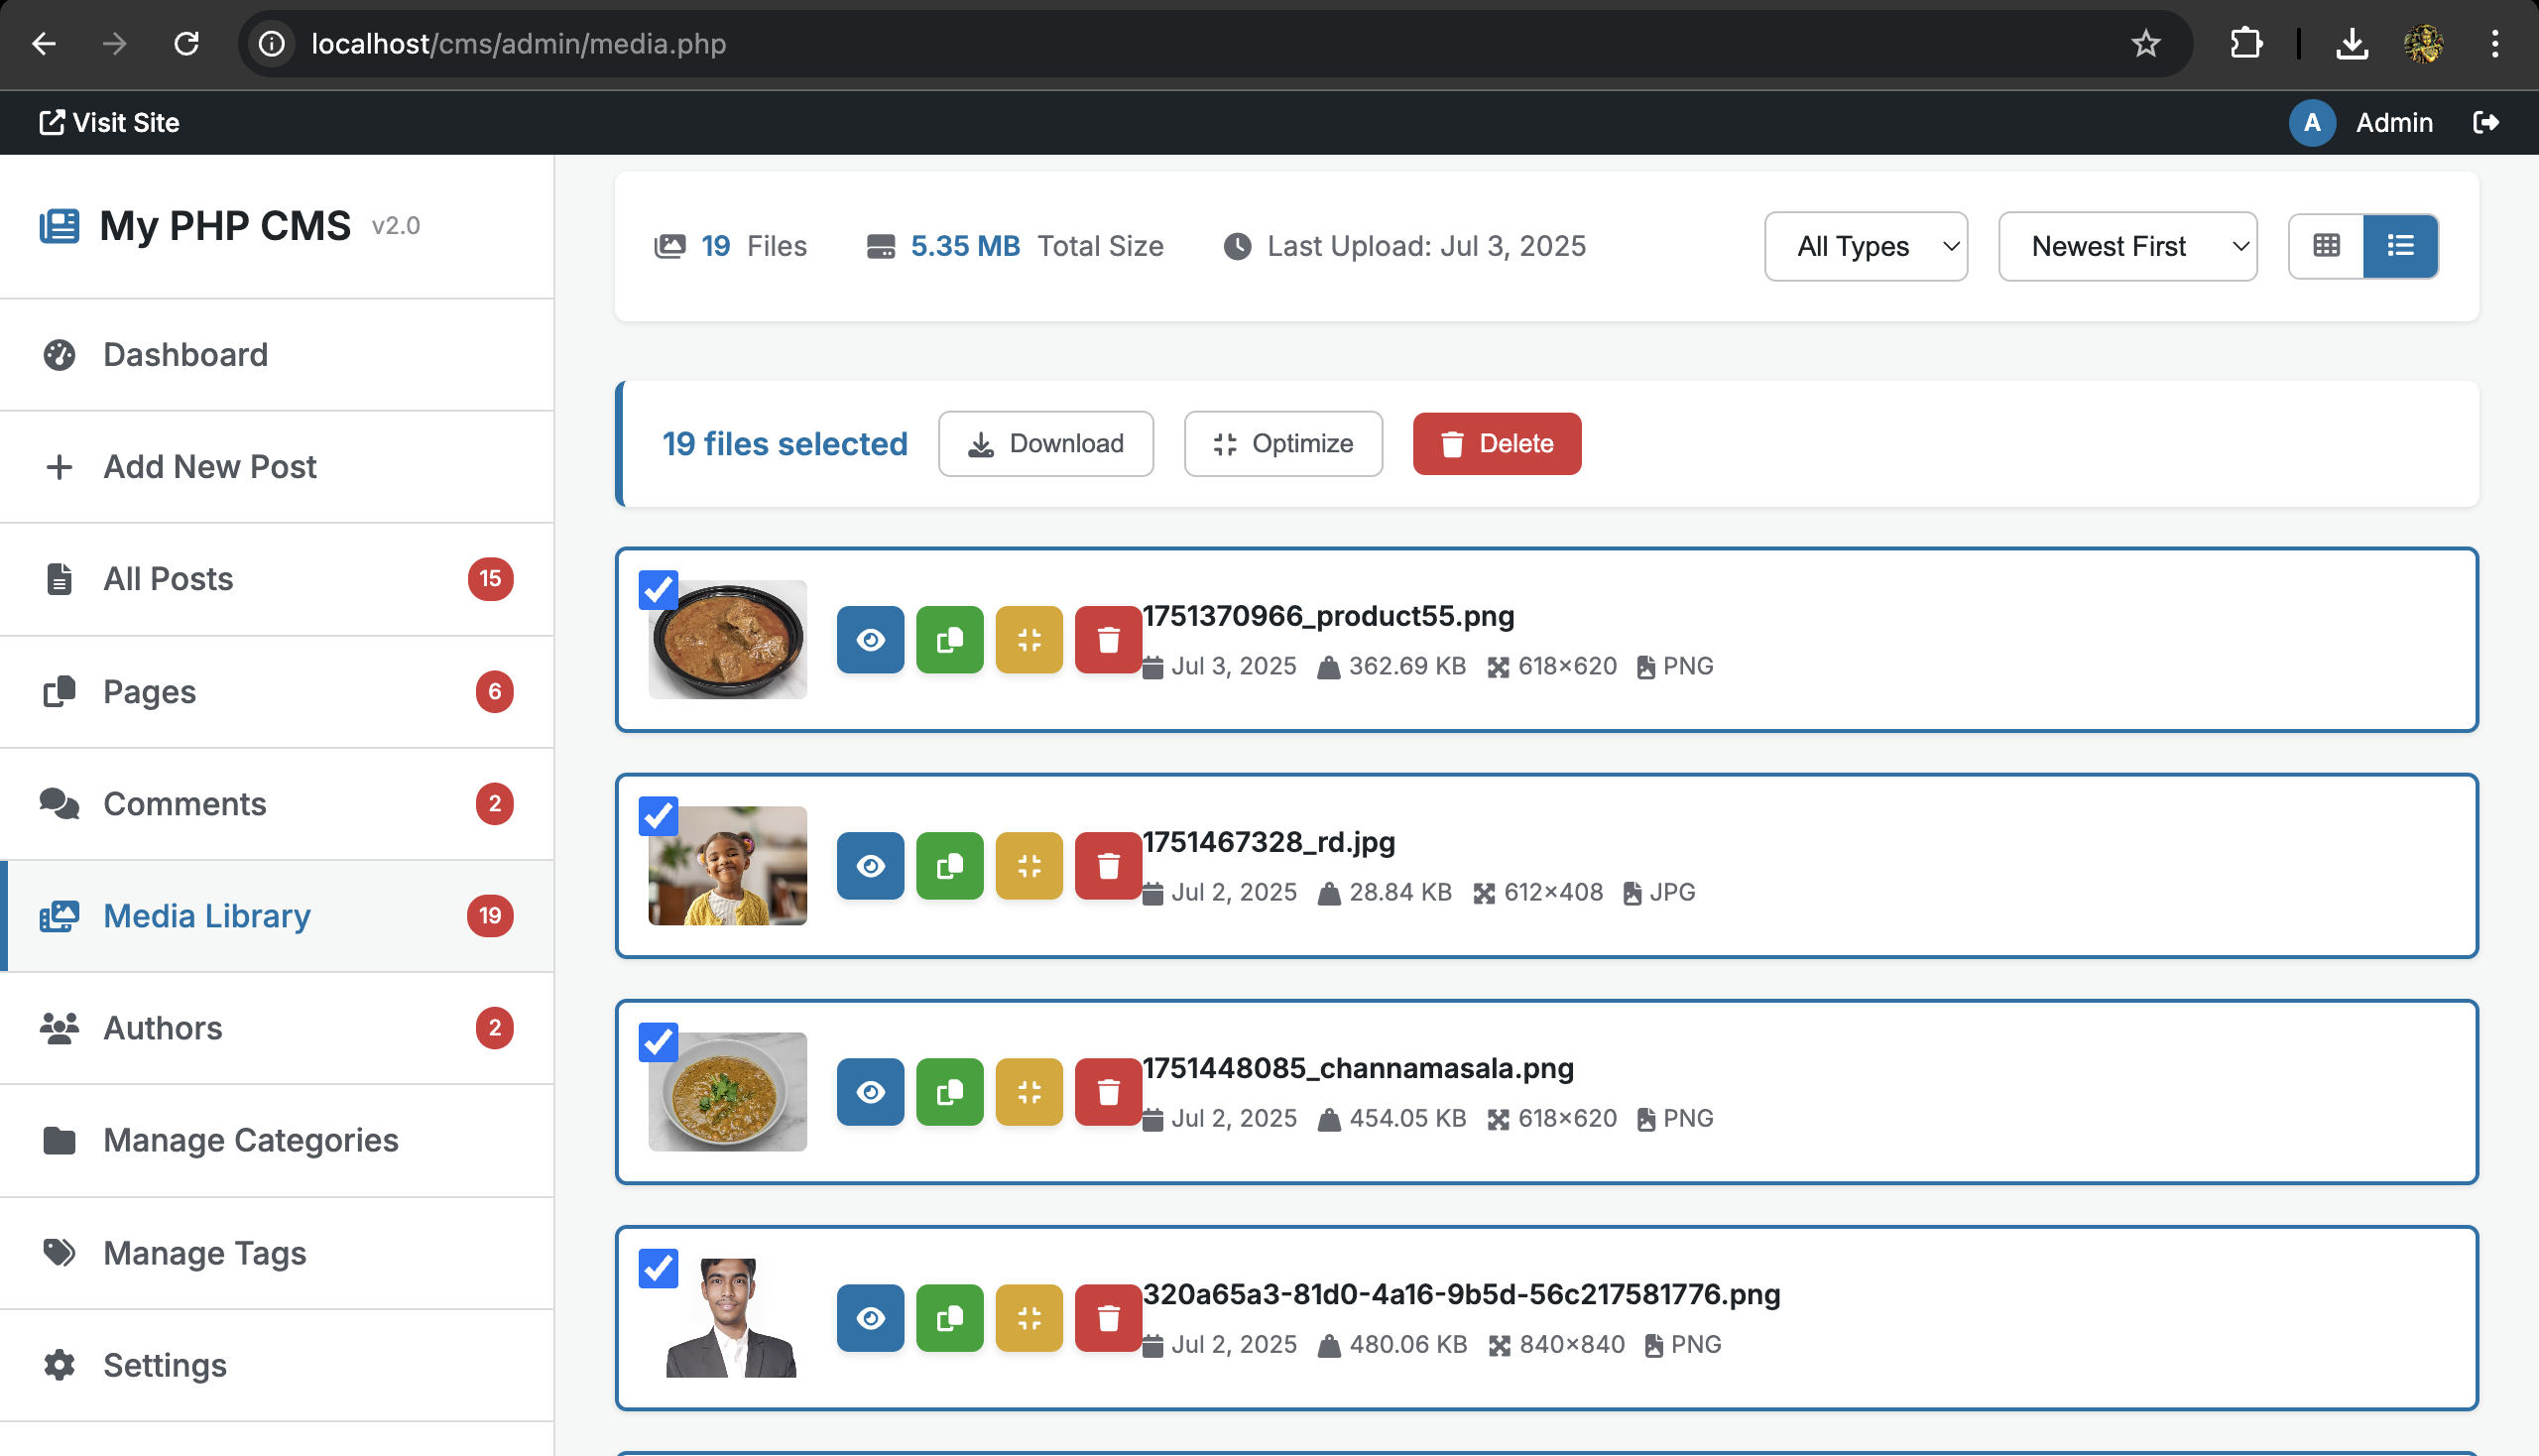 localhost/cms/admin/media.php
Visit Site
A Admin
My PHP CMS v2.0
19 Files 5.35 MB Total Size Last Upload: Jul 3, 2025 All Types Newest First
Dashboard
Add New Post
All Posts 15
Pages 6
Comments 2
Media Library 19
Authors 2
Manage Categories
Manage Tags
Settings
19 files selected Download Optimize Delete
1751370966_product55.png
Jul 3, 2025 362.69 KB 618×620 PNG
1751467328_rd.jpg
Jul 2, 2025 28.84 KB 612×408 JPG
1751448085_channamasala.png
Jul 2, 2025 454.05 KB 618×620 PNG
320a65a3-81d0-4a16-9b5d-56c217581776.png
Jul 2, 2025 480.06 KB 840×840 PNG